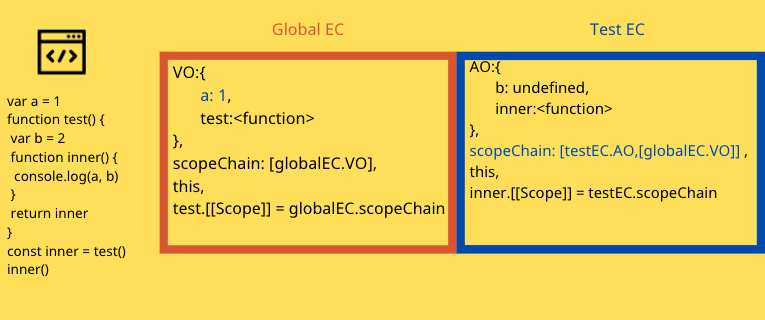 </>
var a = 1
function test() {
var b = 2
function inner() {
console.log(a, b)
}
return inner
}
const inner = test()
inner()
Global EC
VO:{
a: 1,
test:<function>
},
scopeChain: [globalEC.VO],
this,
test.[[Scope]] = globalEC.scopeChain
Test EC
AO:{
b: undefined,
inner:<function>
},
scopeChain: [testEC.AO,[globalEC.VO]] ,
this,
inner.[[Scope]] = testEC.scopeChain